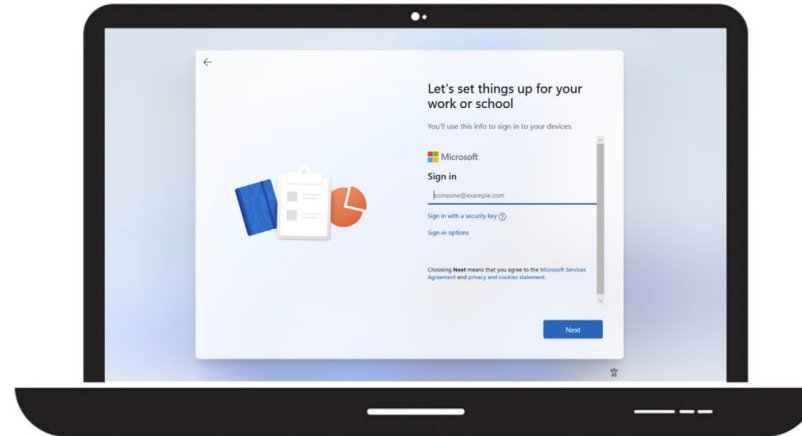 Let's set things up for your
work or school
You'll use this info to sign in to your devices.
Microsoft
Sign in
someone@example.com
Sign in with a security key
Sign-in options
Choosing Next means that you agree to the Microsoft Services
Agreement and privacy and cookies statement.
Next